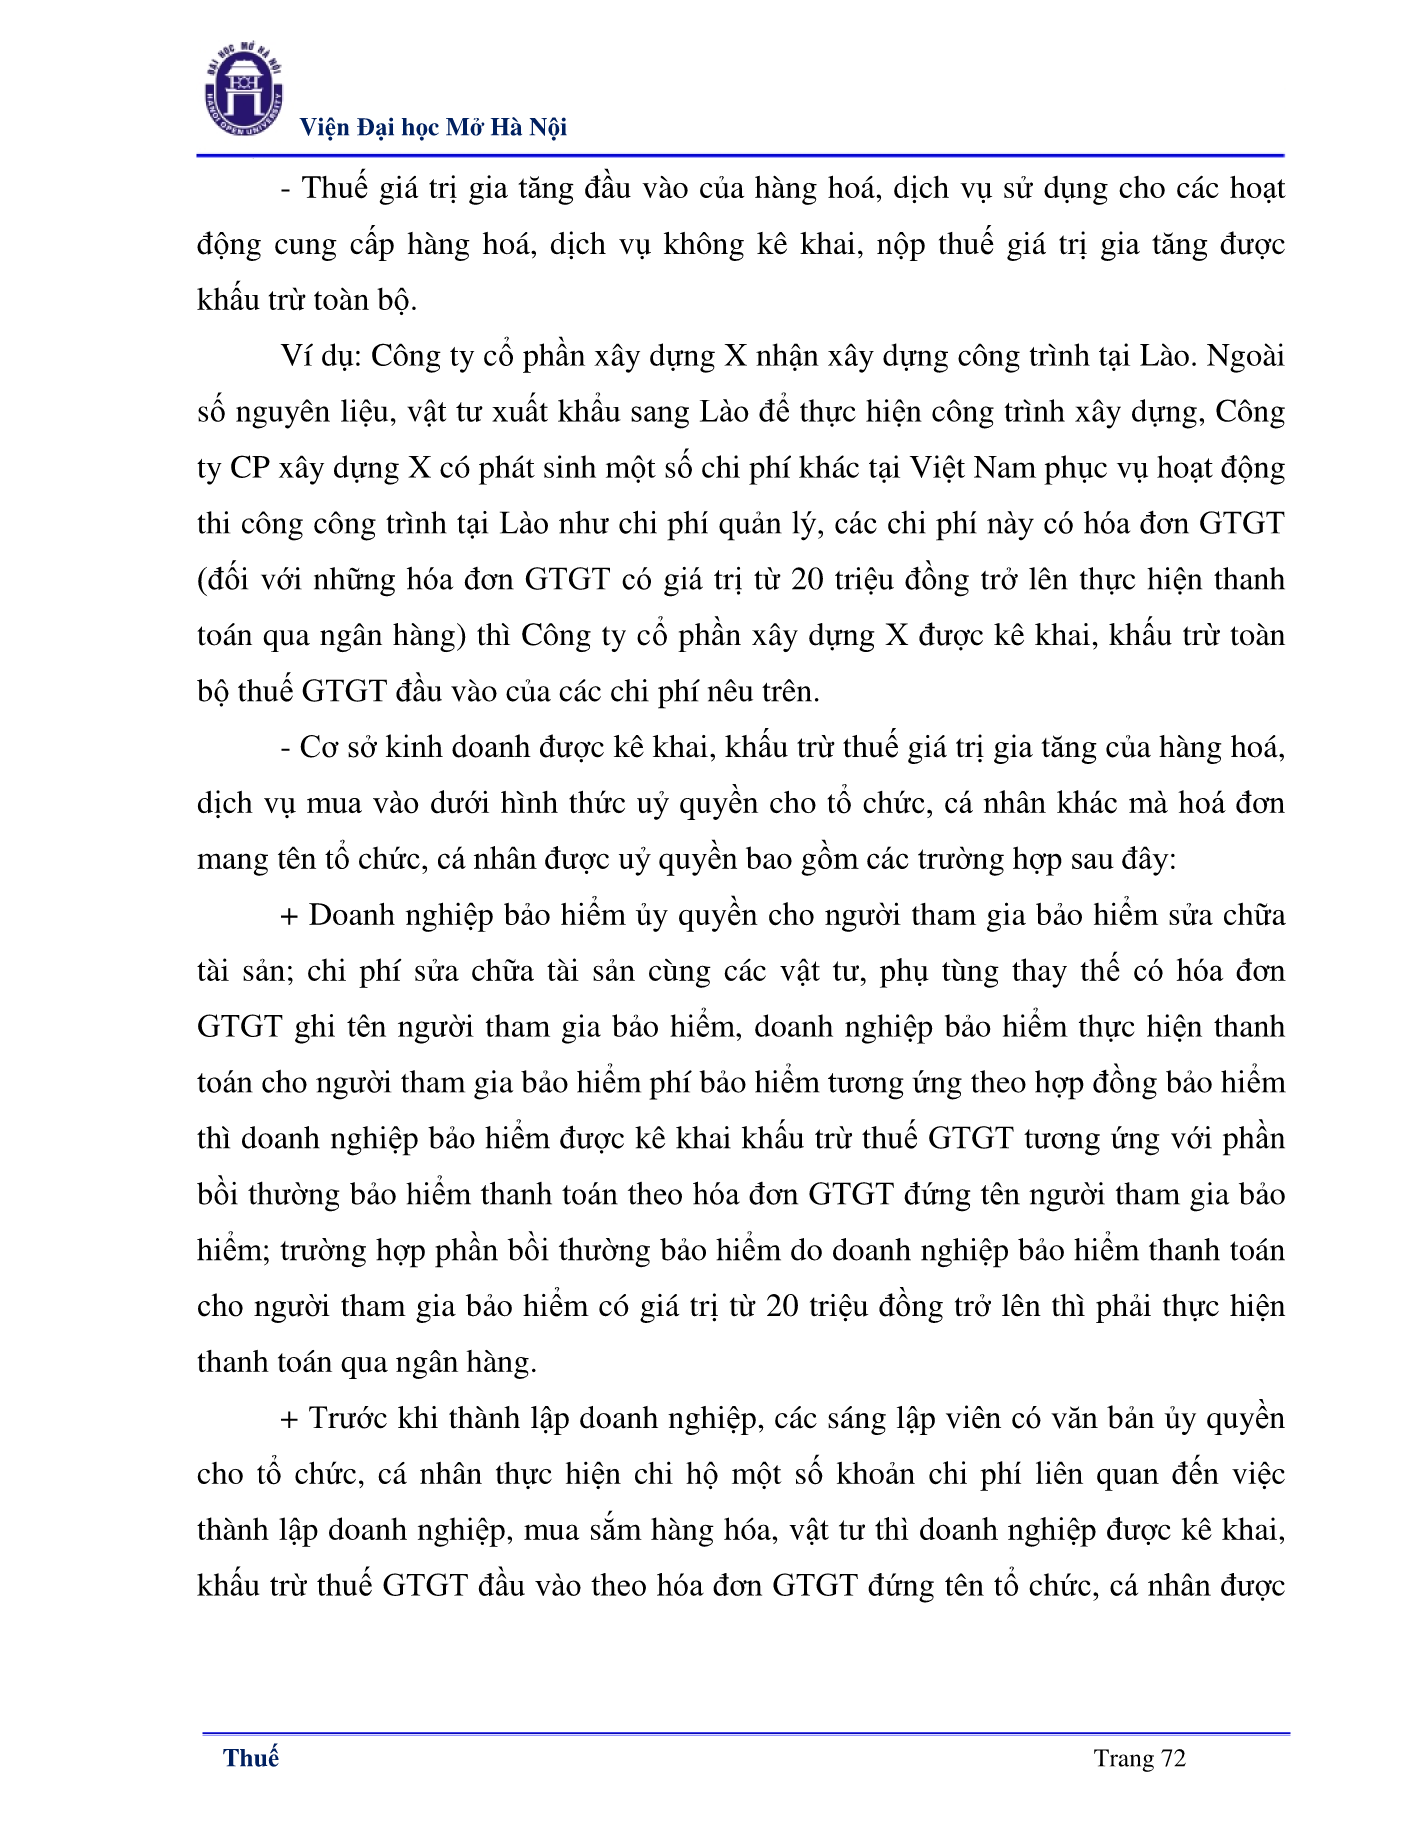 ĐẠI HỌC MỞ HÀ NỘI
HANOI OPEN UNIVERSITY
Viện Đại học Mở Hà Nội
- Thuế giá trị gia tăng đầu vào của hàng hoá, dịch vụ sử dụng cho các hoạt
động cung cấp hàng hoá, dịch vụ không kê khai, nộp thuế giá trị gia tăng được
khấu trừ toàn bộ.
Ví dụ: Công ty cổ phần xây dựng X nhận xây dựng công trình tại Lào. Ngoài
số nguyên liệu, vật tư xuất khẩu sang Lào để thực hiện công trình xây dựng, Công
ty CP xây dựng X có phát sinh một số chi phí khác tại Việt Nam phục vụ hoạt động
thi công công trình tại Lào như chi phí quản lý, các chi phí này có hóa đơn GTGT
(đối với những hóa đơn GTGT có giá trị từ 20 triệu đồng trở lên thực hiện thanh
toán qua ngân hàng) thì Công ty cổ phần xây dựng X được kê khai, khấu trừ toàn
bộ thuế GTGT đầu vào của các chi phí nêu trên.
- Cơ sở kinh doanh được kê khai, khấu trừ thuế giá trị gia tăng của hàng hoá,
dịch vụ mua vào dưới hình thức uỷ quyền cho tổ chức, cá nhân khác mà hoá đơn
mang tên tổ chức, cá nhân được uỷ quyền bao gồm các trường hợp sau đây:
+ Doanh nghiệp bảo hiểm ủy quyền cho người tham gia bảo hiểm sửa chữa
tài sản; chi phí sửa chữa tài sản cùng các vật tư, phụ tùng thay thế có hóa đơn
GTGT ghi tên người tham gia bảo hiểm, doanh nghiệp bảo hiểm thực hiện thanh
toán cho người tham gia bảo hiểm phí bảo hiểm tương ứng theo hợp đồng bảo hiểm
thì doanh nghiệp bảo hiểm được kê khai khấu trừ thuế GTGT tương ứng với phần
bồi thường bảo hiểm thanh toán theo hóa đơn GTGT đứng tên người tham gia bảo
hiểm; trường hợp phần bồi thường bảo hiểm do doanh nghiệp bảo hiểm thanh toán
cho người tham gia bảo hiểm có giá trị từ 20 triệu đồng trở lên thì phải thực hiện
thanh toán qua ngân hàng.
+ Trước khi thành lập doanh nghiệp, các sáng lập viên có văn bản ủy quyền
cho tổ chức, cá nhân thực hiện chi hộ một số khoản chi phí liên quan đến việc
thành lập doanh nghiệp, mua sắm hàng hóa, vật tư thì doanh nghiệp được kê khai,
khấu trừ thuế GTGT đầu vào theo hóa đơn GTGT đứng tên tổ chức, cá nhân được
Thuế
Trang 72